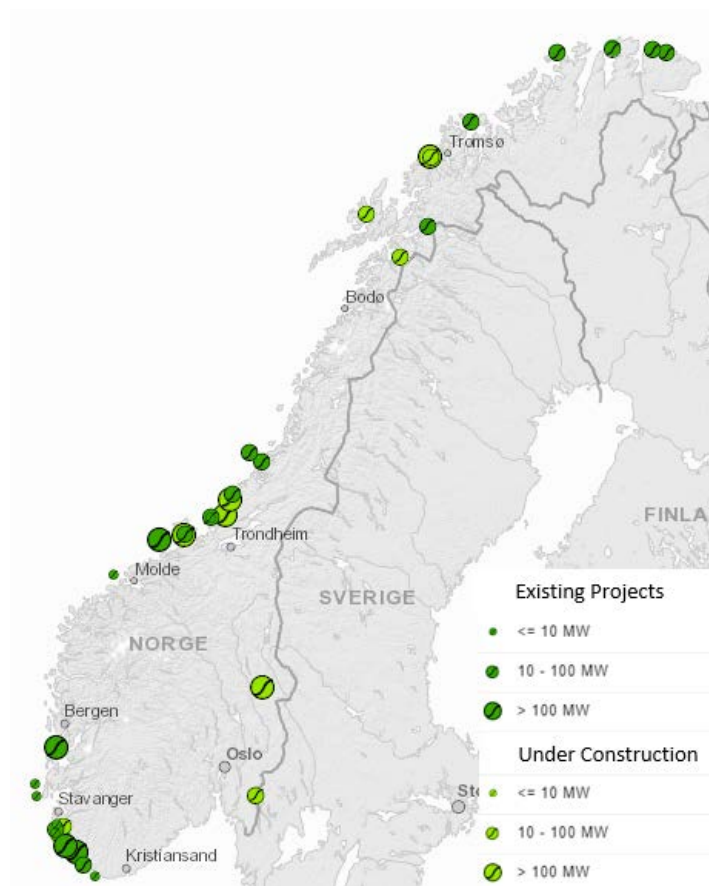 Tromsø
Bodø
Trondheim
FINLA
Molde
SVERIGE
NORGE
Bergen
Oslo
Sto
Stavanger
Kristiansand
Existing Projects
<= 10 MW
10 - 100 MW
> 100 MW
Under Construction
<= 10 MW
10 - 100 MW
> 100 MW